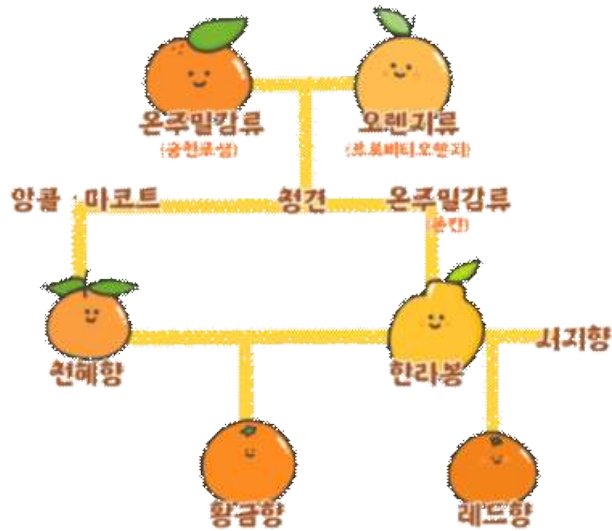 온주밀감류 오렌지류
(궁천조생) (트로비타오렌지)
앙콜·마코트 청견 온주밀감류
(폰칸)
천혜향 한라봉 서지향
황금향 레드향